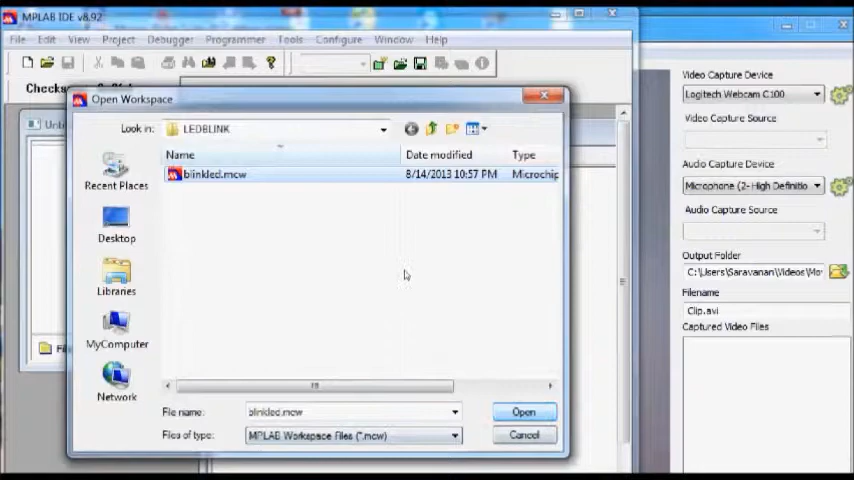 MPLAB IDE v8.92
File Edit View Project Debugger Programmer Tools Configure Window Help
Checks
Open Workspace
Look in: LEDBLINK
Name Date modified Type
blinkled.mcw 8/14/2013 10:57 PM Microchip
Recent Places
Desktop
Libraries
MyComputer
Network
File name: blinkled.mcw Open
Files of type: MPLAB Workspace Files (*.mcw) Cancel
Video Capture Device
Logitech Webcam C100
Video Capture Source
Audio Capture Device
Microphone (2- High Definitio
Audio Capture Source
Output Folder
C:\Users\Saravanan\Videos\Mov
Filename
Clip.avi
Captured Video Files